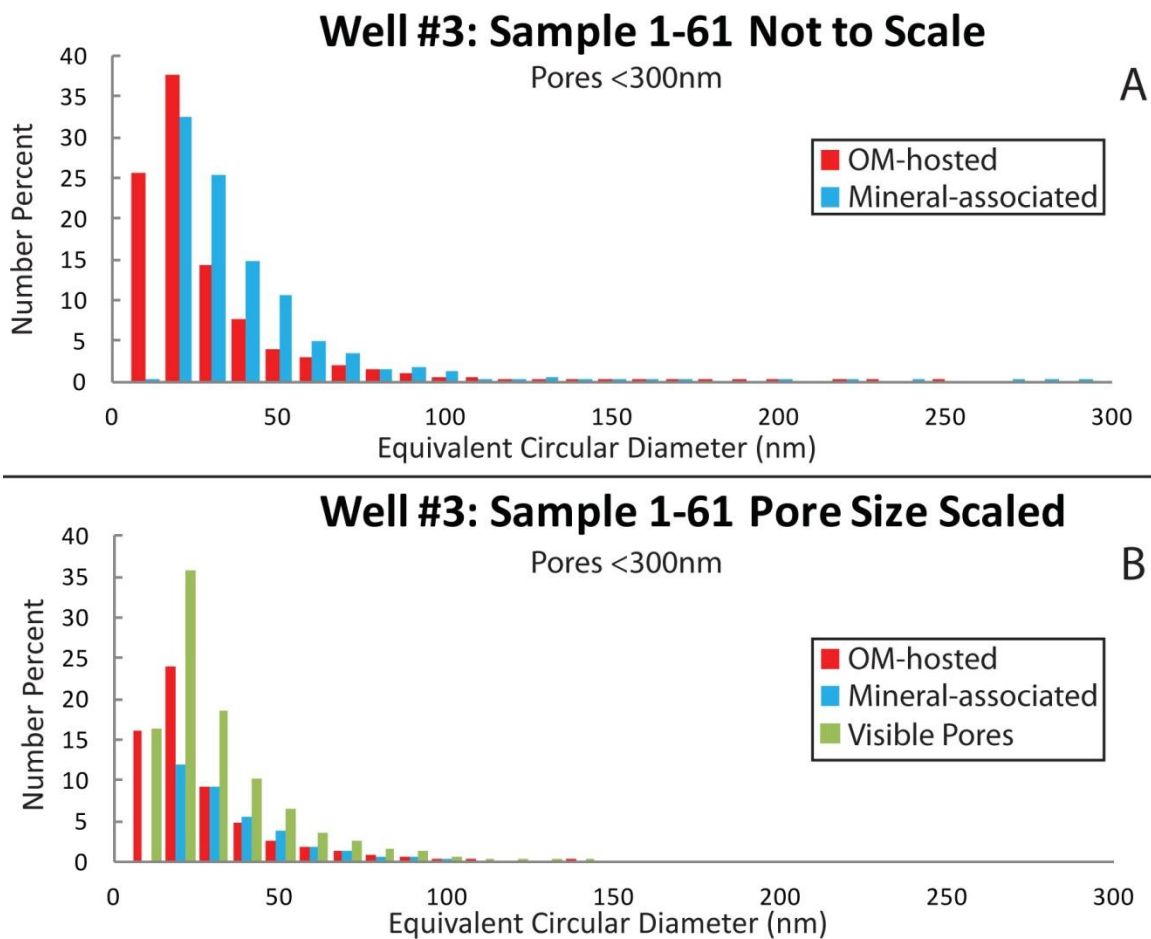 Well #3: Sample 1-61 Not to Scale
Pores <300nm
A
40
35
30
25
20
15
10
5
0
Number Percent
OM-hosted
Mineral-associated
0 50 100 150 200 250 300
Equivalent Circular Diameter (nm)
Well #3: Sample 1-61 Pore Size Scaled
Pores <300nm
B
40
35
30
25
20
15
10
5
0
Number Percent
OM-hosted
Mineral-associated
Visible Pores
0 50 100 150 200 250 300
Equivalent Circular Diameter (nm)